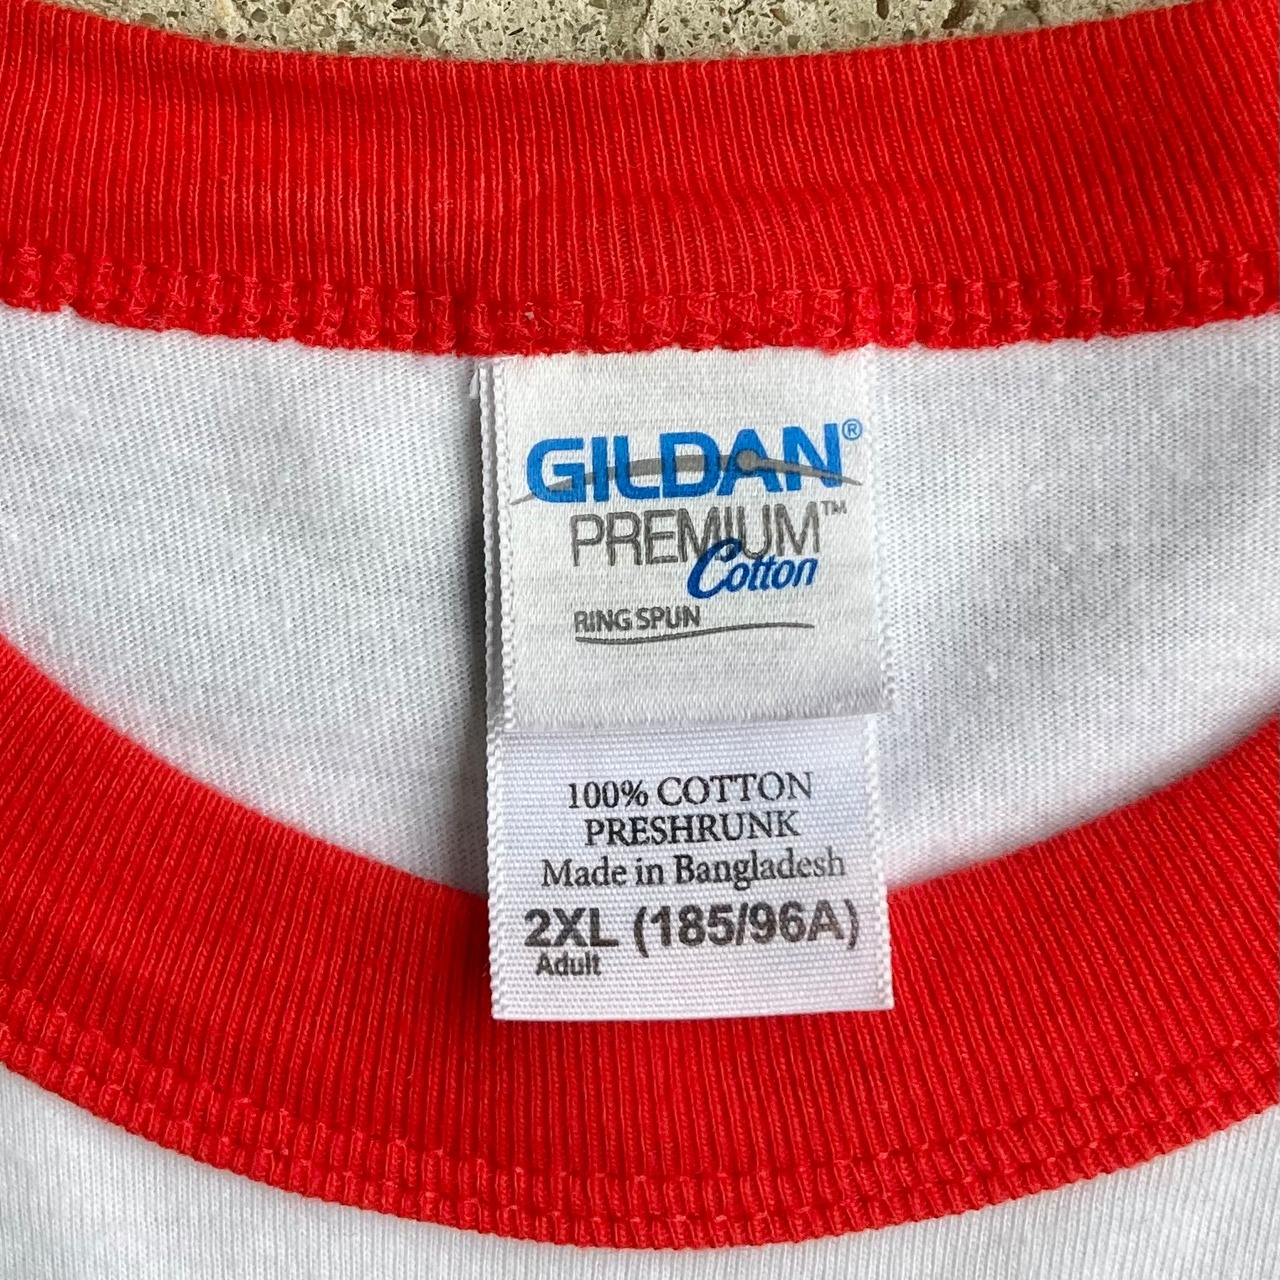 GILDAN®
PREMIUM™
Cotton
RING SPUN
100% COTTON
PRESHRUNK
Made in Bangladesh
2XL (185/96A)
Adult